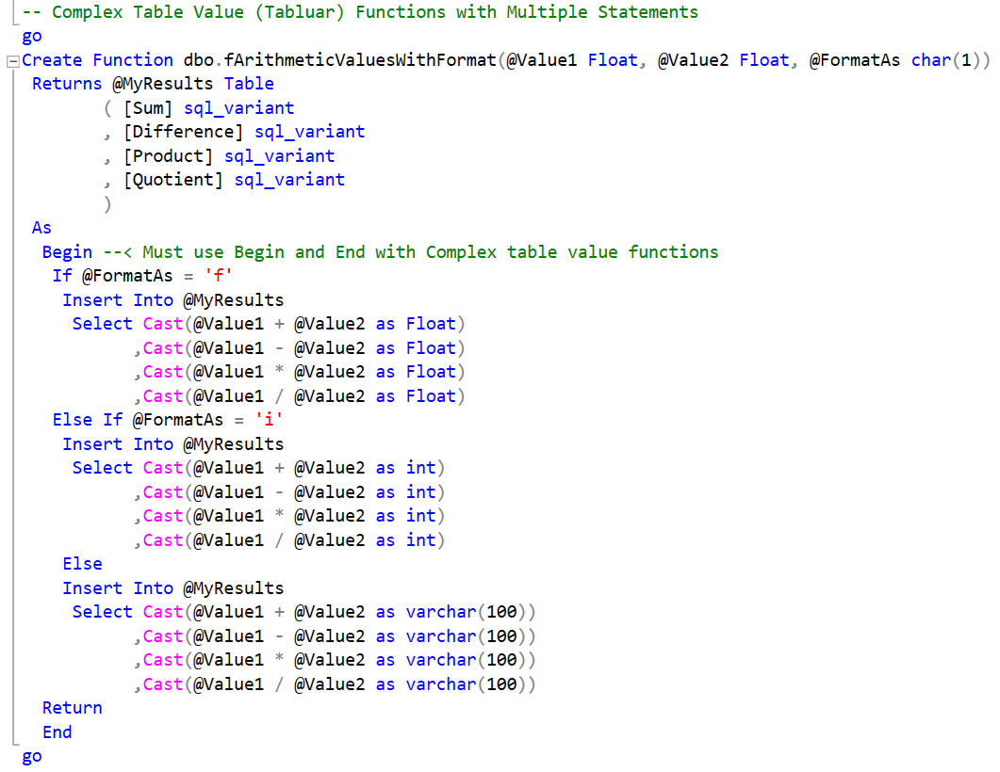 -- Complex Table Value (Tabluar) Functions with Multiple Statements
go
Create Function dbo.fArithmeticValuesWithFormat(@Value1 Float, @Value2 Float, @FormatAs char(1))
 Returns @MyResults Table
        ( [Sum] sql_variant
        , [Difference] sql_variant
        , [Product] sql_variant
        , [Quotient] sql_variant
        )
 As
  Begin --< Must use Begin and End with Complex table value functions
   If @FormatAs = 'f'
    Insert Into @MyResults
     Select Cast(@Value1 + @Value2 as Float)
           ,Cast(@Value1 - @Value2 as Float)
           ,Cast(@Value1 * @Value2 as Float)
           ,Cast(@Value1 / @Value2 as Float)
   Else If @FormatAs = 'i'
    Insert Into @MyResults
     Select Cast(@Value1 + @Value2 as int)
           ,Cast(@Value1 - @Value2 as int)
           ,Cast(@Value1 * @Value2 as int)
           ,Cast(@Value1 / @Value2 as int)
    Else
    Insert Into @MyResults
     Select Cast(@Value1 + @Value2 as varchar(100))
           ,Cast(@Value1 - @Value2 as varchar(100))
           ,Cast(@Value1 * @Value2 as varchar(100))
           ,Cast(@Value1 / @Value2 as varchar(100))
  Return
  End
go